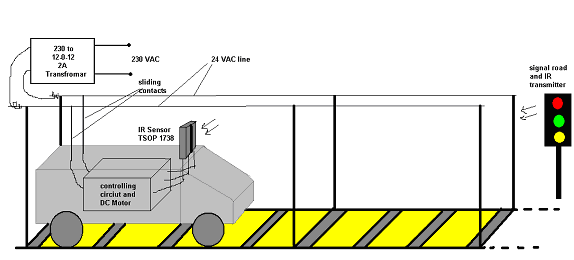 230 to
12-0-12
2A
Transfromar
230 VAC
24 VAC line
sliding
contacts
signal road
and IR
transmitter
IR Sensor
TSOP 1738
controlling
circiut and
DC Motor